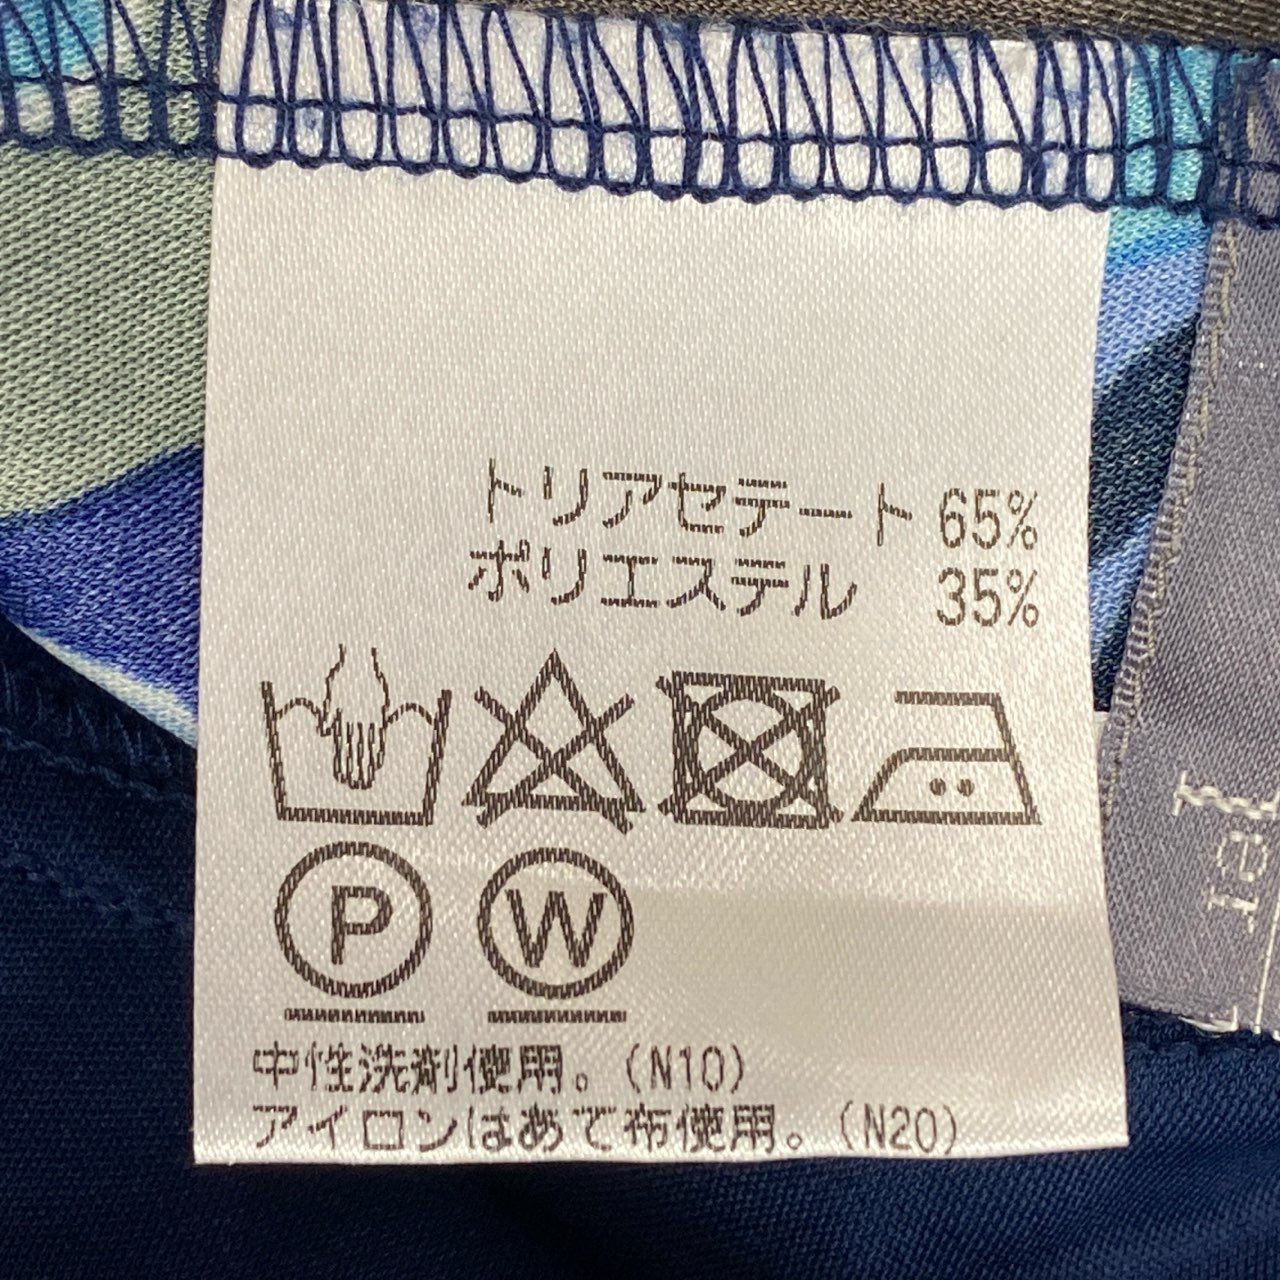 トリアセテート 65%
ポリエステル 35%
P W
中性洗剤使用。(N10)
アイロンはあて布使用。(N20)